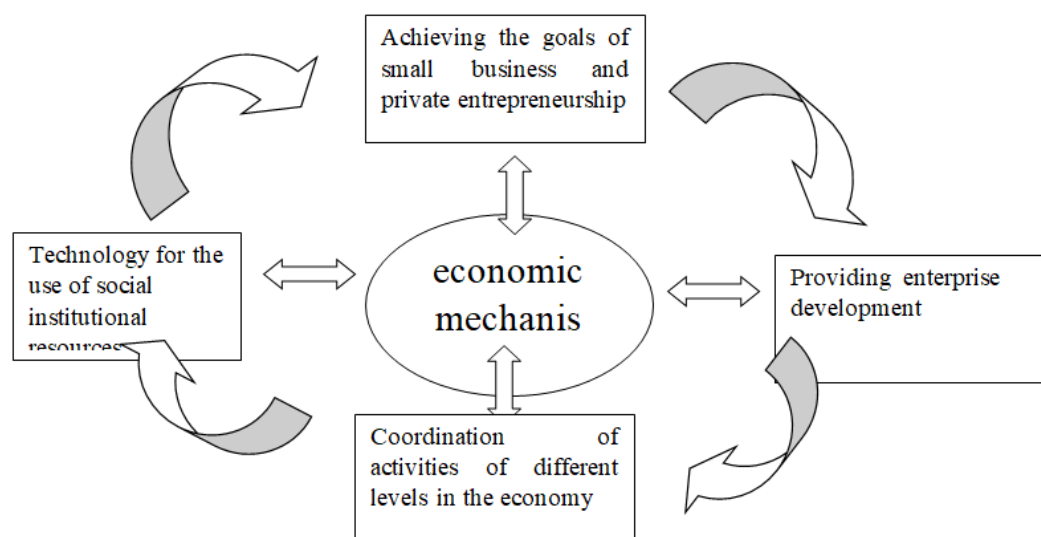 Achieving the goals of
small business and
private entrepreneurship
Technology for the
use of social
institutional
resources
economic
mechanis
Providing enterprise
development
Coordination of
activities of different
levels in the economy